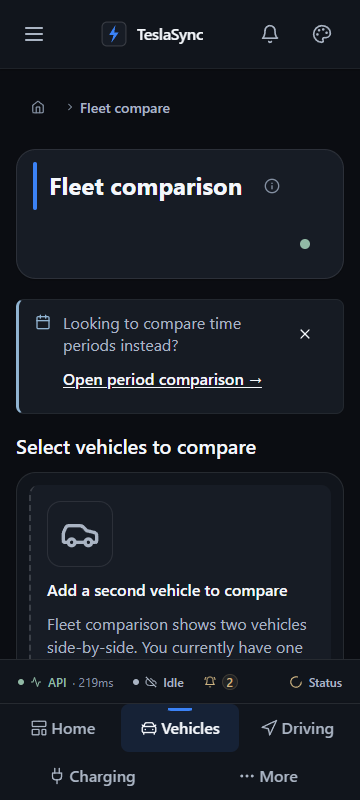 TeslaSync
Fleet compare
Fleet comparison
Looking to compare time
periods instead?
Open period comparison →
Select vehicles to compare
Add a second vehicle to compare
Fleet comparison shows two vehicles
side-by-side. You currently have one
API · 219ms Idle 2 Status
Home Vehicles Driving
Charging More